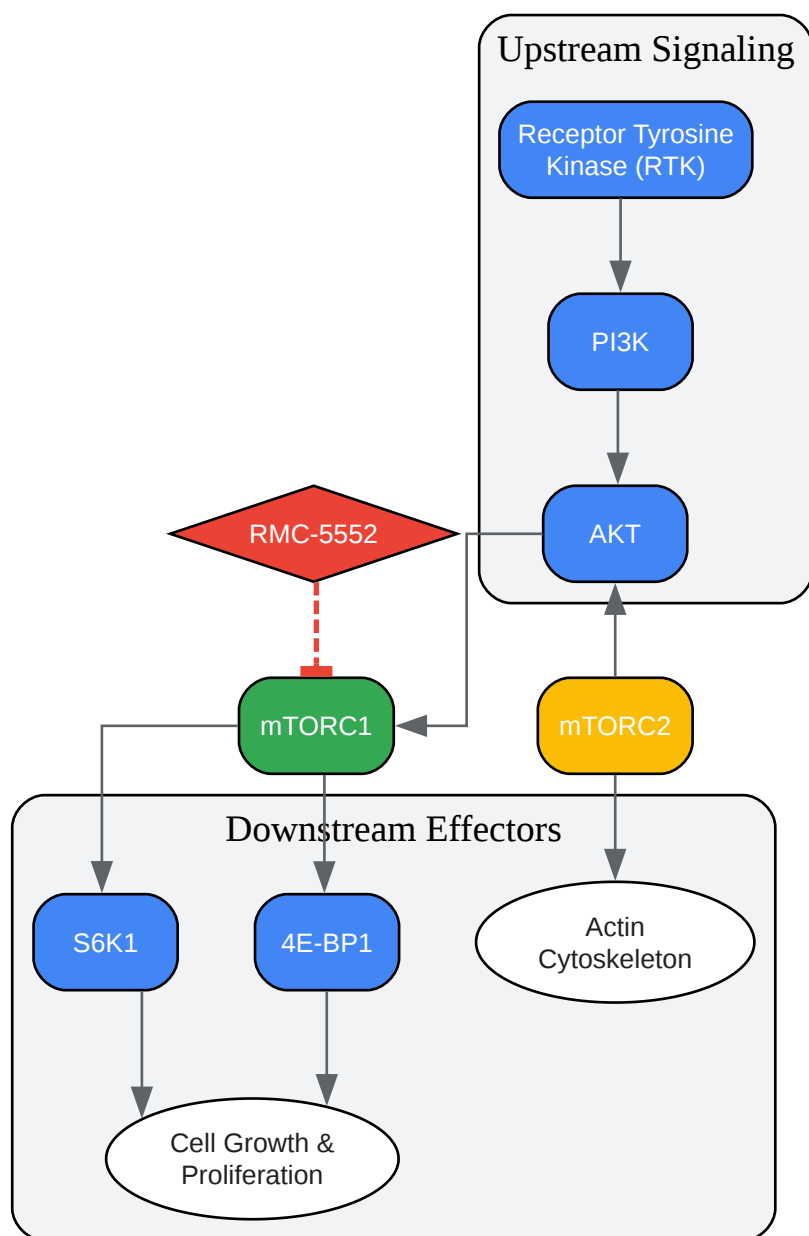 Upstream Signaling
Receptor Tyrosine
Kinase (RTK)
PI3K
RMC-5552
AKT
mTORC1
mTORC2
Downstream Effectors
S6K1
4E-BP1
Actin
Cytoskeleton
Cell Growth &
Proliferation